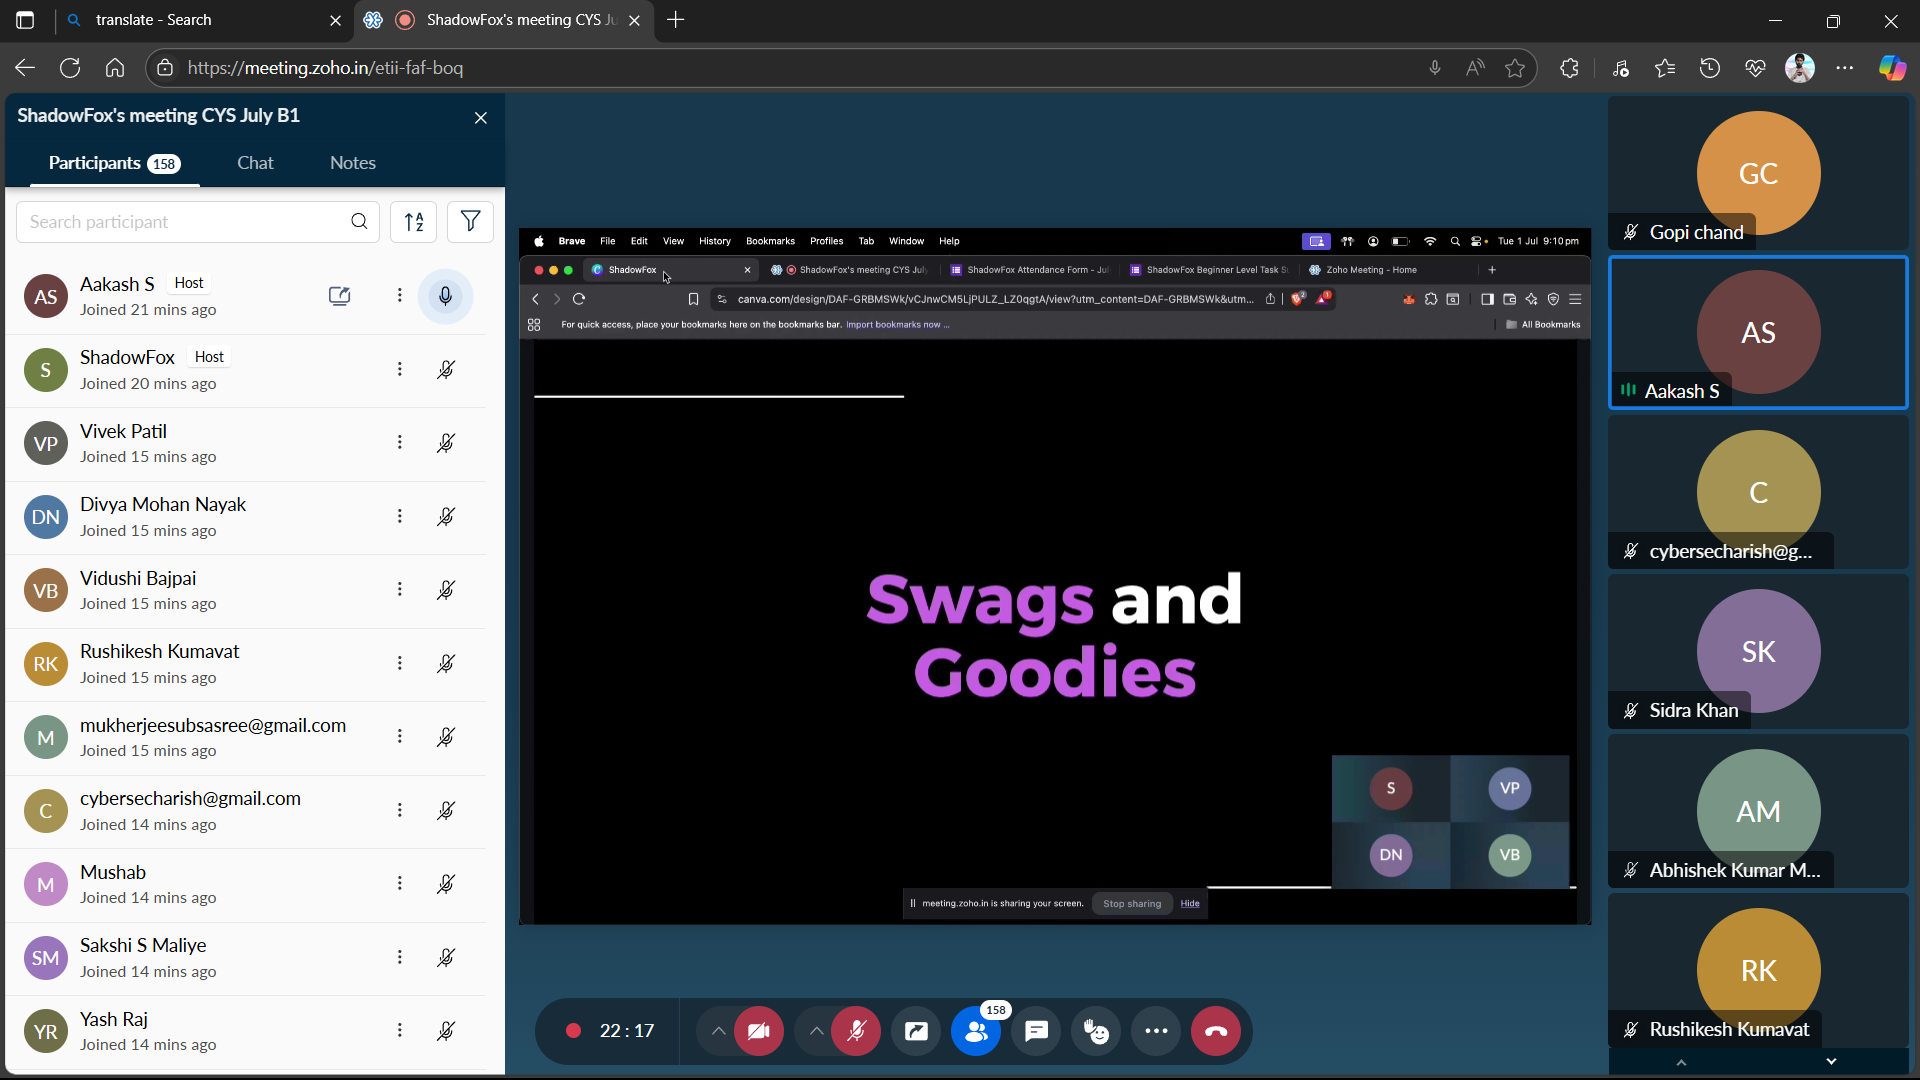 translate - Search
ShadowFox's meeting CYS Ju
https://meeting.zoho.in/etii-faf-boq
ShadowFox's meeting CYS July B1
Participants 158
Chat
Notes
Search participant
AS
Aakash S Host
Joined 21 mins ago
S
ShadowFox Host
Joined 20 mins ago
VP
Vivek Patil
Joined 15 mins ago
DN
Divya Mohan Nayak
Joined 15 mins ago
VB
Vidushi Bajpai
Joined 15 mins ago
RK
Rushikesh Kumavat
Joined 15 mins ago
M
mukherjeesubsasree@gmail.com
Joined 15 mins ago
C
cybersecharish@gmail.com
Joined 14 mins ago
M
Mushab
Joined 14 mins ago
SM
Sakshi S Maliye
Joined 14 mins ago
YR
Yash Raj
Joined 14 mins ago
Brave File Edit View History Bookmarks Profiles Tab Window Help
Tue 1 Jul 9:10 pm
ShadowFox
ShadowFox's meeting CYS July
ShadowFox Attendance Form - Jul
ShadowFox Beginner Level Task S
Zoho Meeting - Home
canva.com/design/DAF-GRBMSWk/vCJnwCM5LjPULZ_LZ0qgtA/view?utm_content=DAF-GRBMSWk&utm...
For quick access, place your bookmarks here on the bookmarks bar. Import bookmarks now ...
All Bookmarks
Swags and
Goodies
S
VP
DN
VB
meeting.zoho.in is sharing your screen. Stop sharing Hide
22 : 17
158
GC
Gopi chand
AS
Aakash S
C
cybersecharish@g...
SK
Sidra Khan
AM
Abhishek Kumar M...
RK
Rushikesh Kumavat